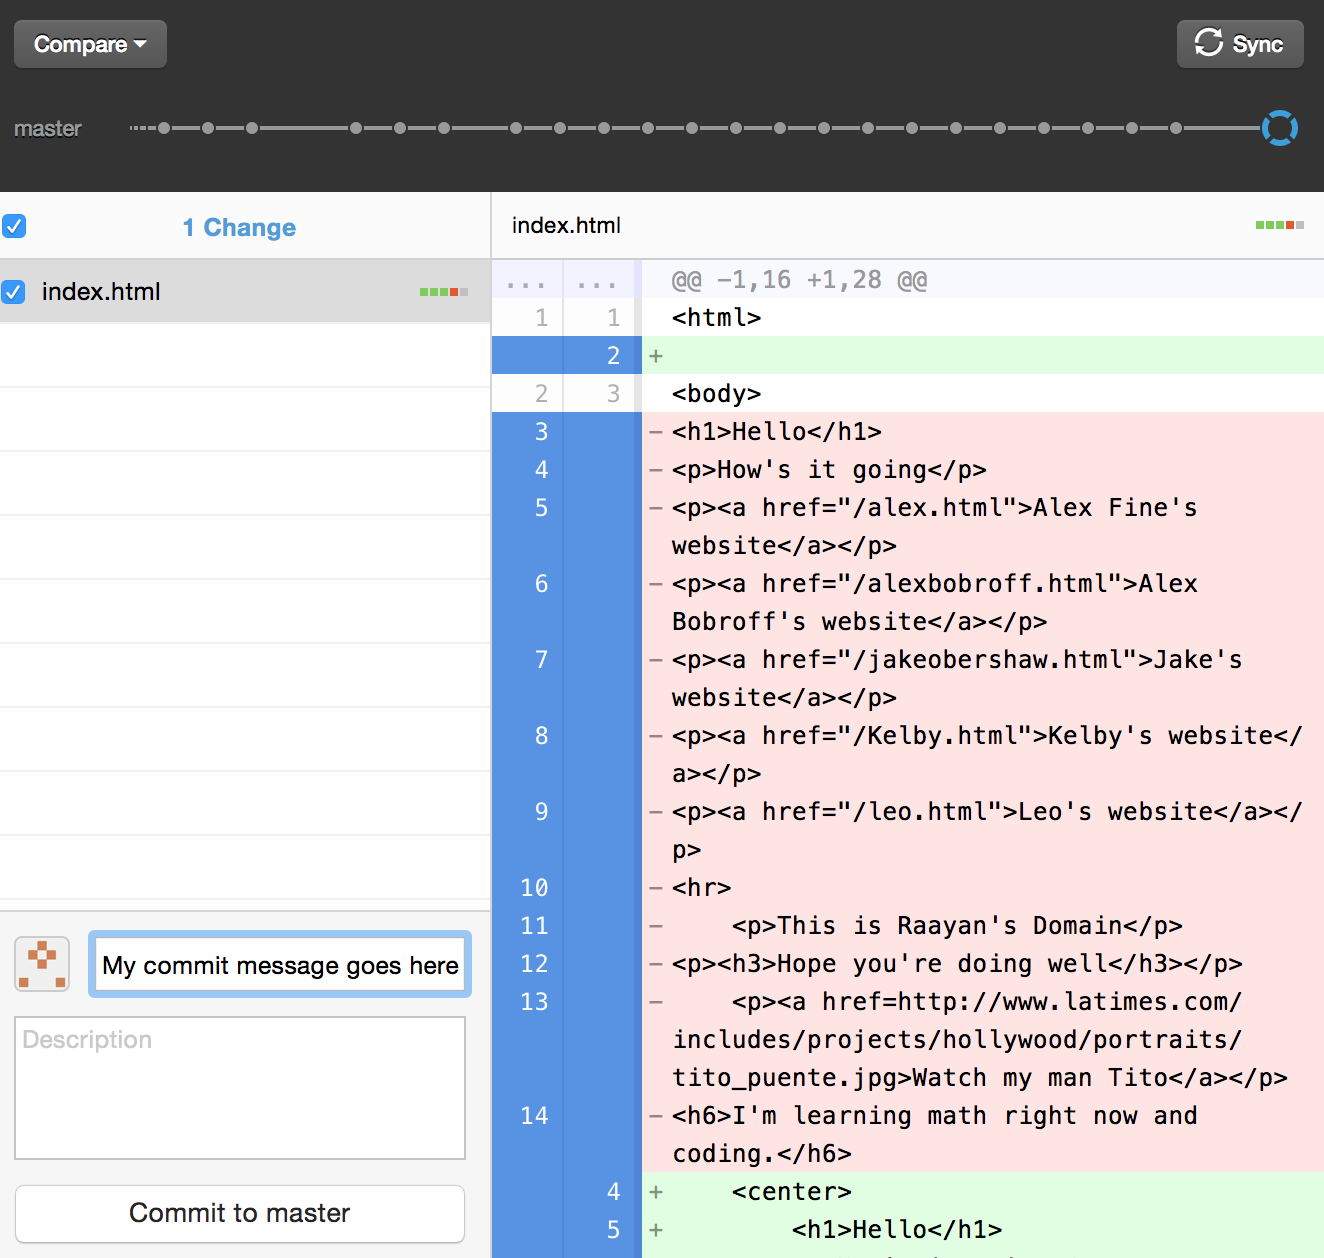 Compare
Sync
master
1 Change
index.html
index.html
... ... @@ -1,16 +1,28 @@
1 1 <html>
2 +
2 3 <body>
3 −<h1>Hello</h1>
4 −<p>How's it going</p>
5 −<p><a href="/alex.html">Alex Fine's
website</a></p>
6 −<p><a href="/alexbobroff.html">Alex
Bobroff's website</a></p>
7 −<p><a href="/jakeobershaw.html">Jake's
website</a></p>
8 −<p><a href="/Kelby.html">Kelby's website</
a></p>
9 −<p><a href="/leo.html">Leo's website</a></
p>
10 −<hr>
11 −    <p>This is Raayan's Domain</p>
12 −<p><h3>Hope you're doing well</h3></p>
13 −    <p><a href=http://www.latimes.com/
includes/projects/hollywood/portraits/
tito_puente.jpg>Watch my man Tito</a></p>
14 −<h6>I'm learning math right now and
coding.</h6>
4 +    <center>
5 +        <h1>Hello</h1>
My commit message goes here
Description
Commit to master